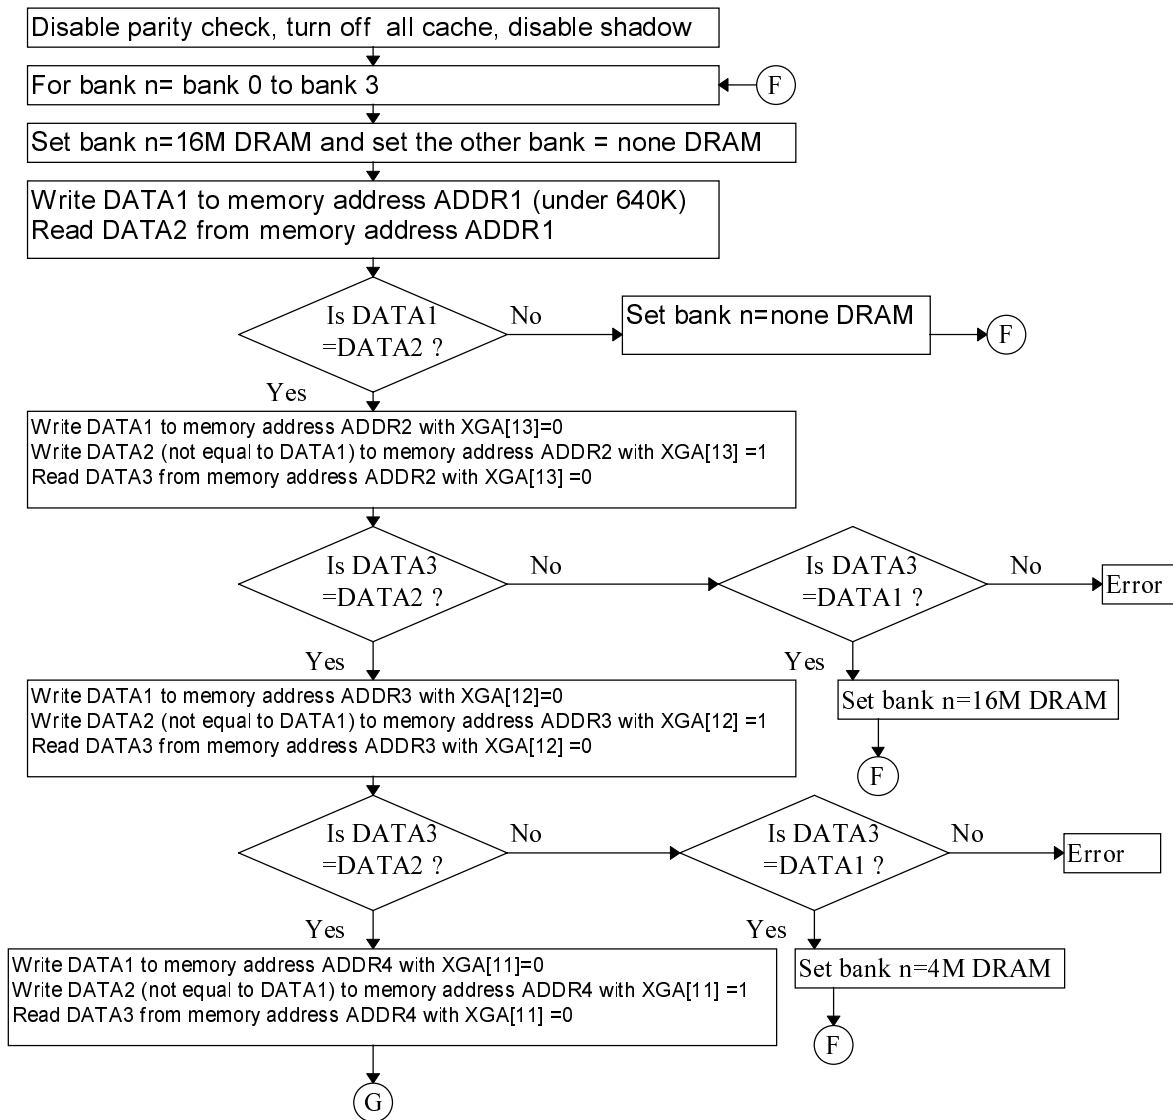 Disable parity check, turn off all cache, disable shadow
For bank n= bank 0 to bank 3
F
Set bank n=16M DRAM and set the other bank = none DRAM
Write DATA1 to memory address ADDR1 (under 640K)
Read DATA2 from memory address ADDR1
Is DATA1
=DATA2 ?
No
Set bank n=none DRAM
F
Yes
Write DATA1 to memory address ADDR2 with XGA[13]=0
Write DATA2 (not equal to DATA1) to memory address ADDR2 with XGA[13] =1
Read DATA3 from memory address ADDR2 with XGA[13] =0
Is DATA3
=DATA2 ?
No
Is DATA3
=DATA1 ?
No
Error
Yes
Yes
Write DATA1 to memory address ADDR3 with XGA[12]=0
Write DATA2 (not equal to DATA1) to memory address ADDR3 with XGA[12] =1
Read DATA3 from memory address ADDR3 with XGA[12] =0
Set bank n=16M DRAM
F
Is DATA3
=DATA2 ?
No
Is DATA3
=DATA1 ?
No
Error
Yes
Yes
Write DATA1 to memory address ADDR4 with XGA[11]=0
Write DATA2 (not equal to DATA1) to memory address ADDR4 with XGA[11] =1
Read DATA3 from memory address ADDR4 with XGA[11] =0
Set bank n=4M DRAM
F
G